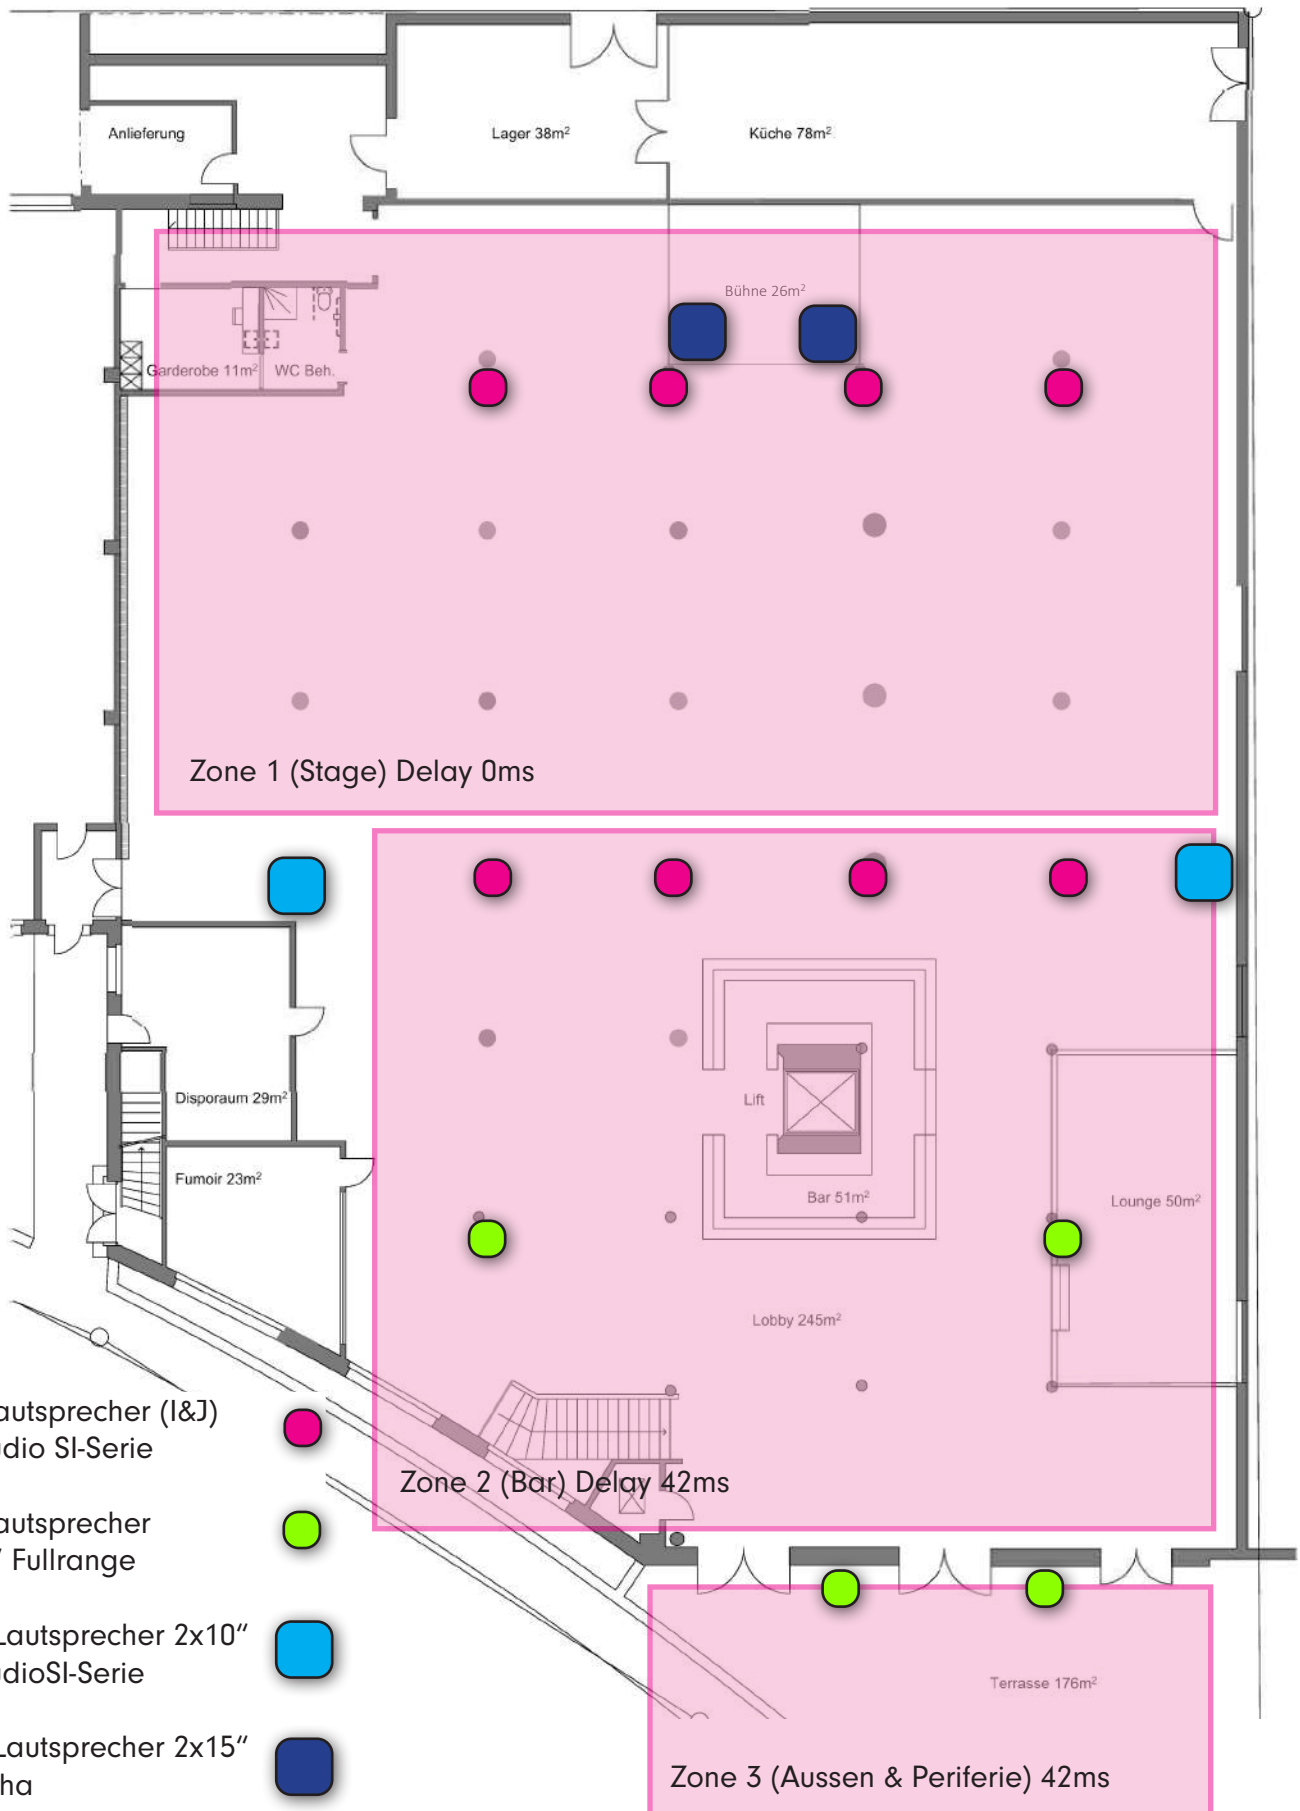 Anlieferung
Lager 38m²
Küche 78m²
Bühne 26m²
Garderobe 11m²
WC Beh.
Zone 1 (Stage) Delay 0ms
Disporaum 29m²
Lift
Fumoir 23m²
Bar 51m²
Lounge 50m²
Lobby 245m²
Zone 2 (Bar) Delay 42ms
autsprecher (I&J)
udio SI-Serie
autsprecher
" Fullrange
Lautsprecher 2x10“
udioSI-Serie
Lautsprecher 2x15“
ha
Terrasse 176m²
Zone 3 (Aussen & Periferie) 42ms